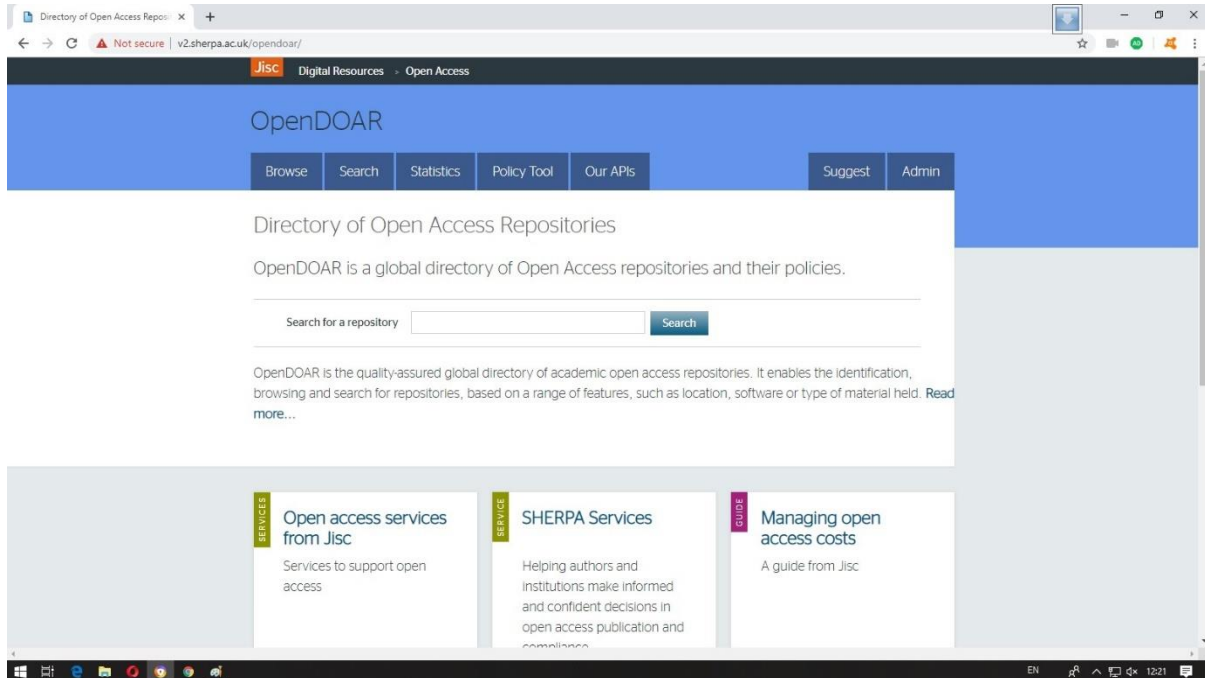 Directory of Open Access Reposi
Not secure | v2.sherpa.ac.uk/opendoar/
Jisc Digital Resources > Open Access
OpenDOAR
Browse Search Statistics Policy Tool Our APIs Suggest Admin
Directory of Open Access Repositories
OpenDOAR is a global directory of Open Access repositories and their policies.
Search for a repository Search
OpenDOAR is the quality-assured global directory of academic open access repositories. It enables the identification,
browsing and search for repositories, based on a range of features, such as location, software or type of material held. Read
more...
SERVICES
Open access services
from Jisc
Services to support open
access
SERVICE
SHERPA Services
Helping authors and
institutions make informed
and confident decisions in
open access publication and
compliance
GUIDE
Managing open
access costs
A guide from Jisc
EN 12:21